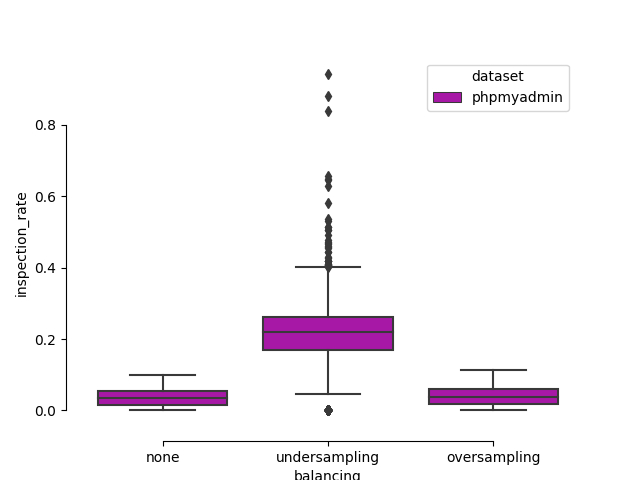 dataset
phpmyadmin
0.8
0.6
0.4
0.2
0.0
inspection_rate
none
undersampling
oversampling
balancing